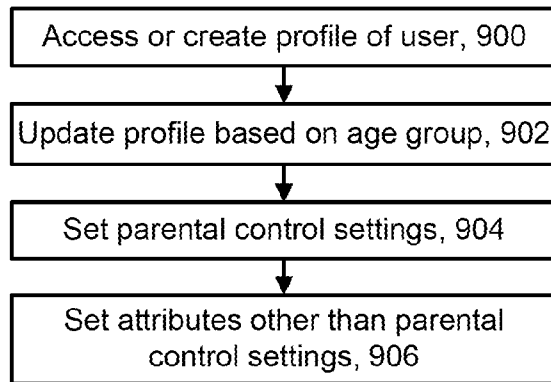 Access or create profile of user, 900
Update profile based on age group, 902
Set parental control settings, 904
Set attributes other than parental
control settings, 906